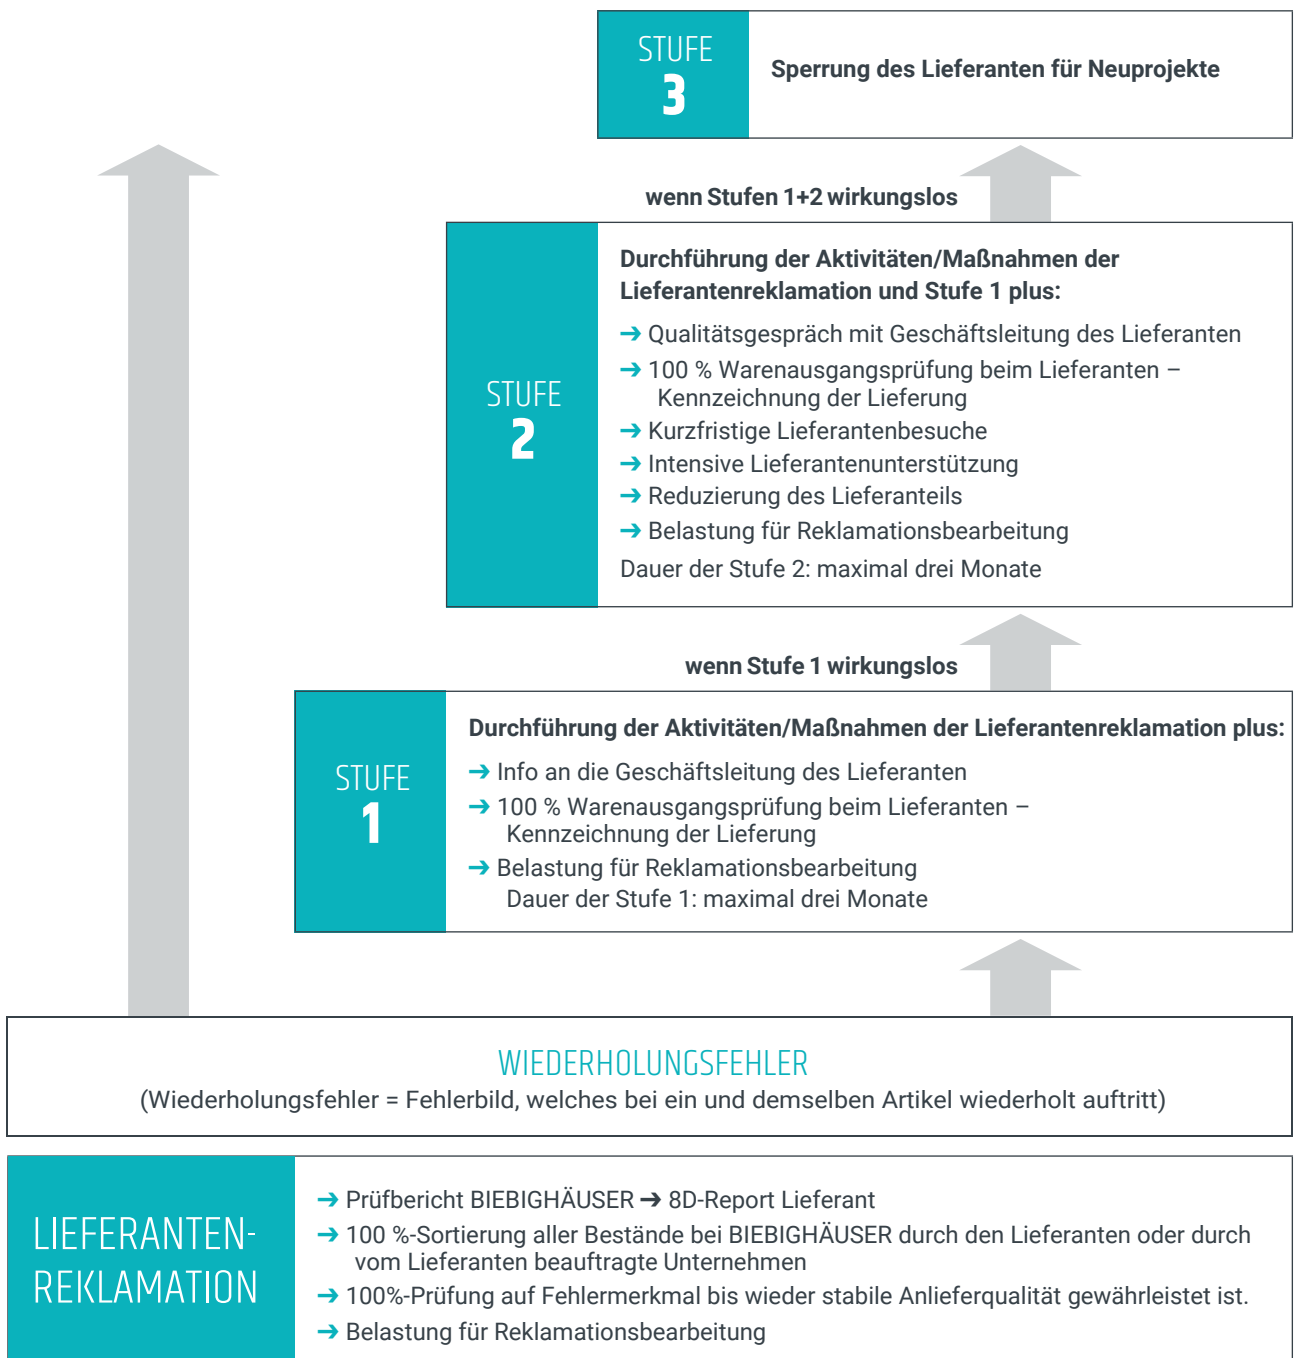 STUFE
3
Sperrung des Lieferanten für Neuprojekte
wenn Stufen 1+2 wirkungslos
STUFE
2
Durchführung der Aktivitäten/Maßnahmen der
Lieferantenreklamation und Stufe 1 plus:
➔ Qualitätsgespräch mit Geschäftsleitung des Lieferanten
➔ 100 % Warenausgangsprüfung beim Lieferanten –
Kennzeichnung der Lieferung
➔ Kurzfristige Lieferantenbesuche
➔ Intensive Lieferantenunterstützung
➔ Reduzierung des Lieferanteils
➔ Belastung für Reklamationsbearbeitung
Dauer der Stufe 2: maximal drei Monate
wenn Stufe 1 wirkungslos
STUFE
1
Durchführung der Aktivitäten/Maßnahmen der Lieferantenreklamation plus:
➔ Info an die Geschäftsleitung des Lieferanten
➔ 100 % Warenausgangsprüfung beim Lieferanten –
Kennzeichnung der Lieferung
➔ Belastung für Reklamationsbearbeitung
Dauer der Stufe 1: maximal drei Monate
WIEDERHOLUNGSFEHLER
(Wiederholungsfehler = Fehlerbild, welches bei ein und demselben Artikel wiederholt auftritt)
LIEFERANTEN-
REKLAMATION
➔ Prüfbericht BIEBIGHÄUSER ➔ 8D-Report Lieferant
➔ 100 %-Sortierung aller Bestände bei BIEBIGHÄUSER durch den Lieferanten oder durch
vom Lieferanten beauftragte Unternehmen
➔ 100%-Prüfung auf Fehlermerkmal bis wieder stabile Anlieferqualität gewährleistet ist.
➔ Belastung für Reklamationsbearbeitung